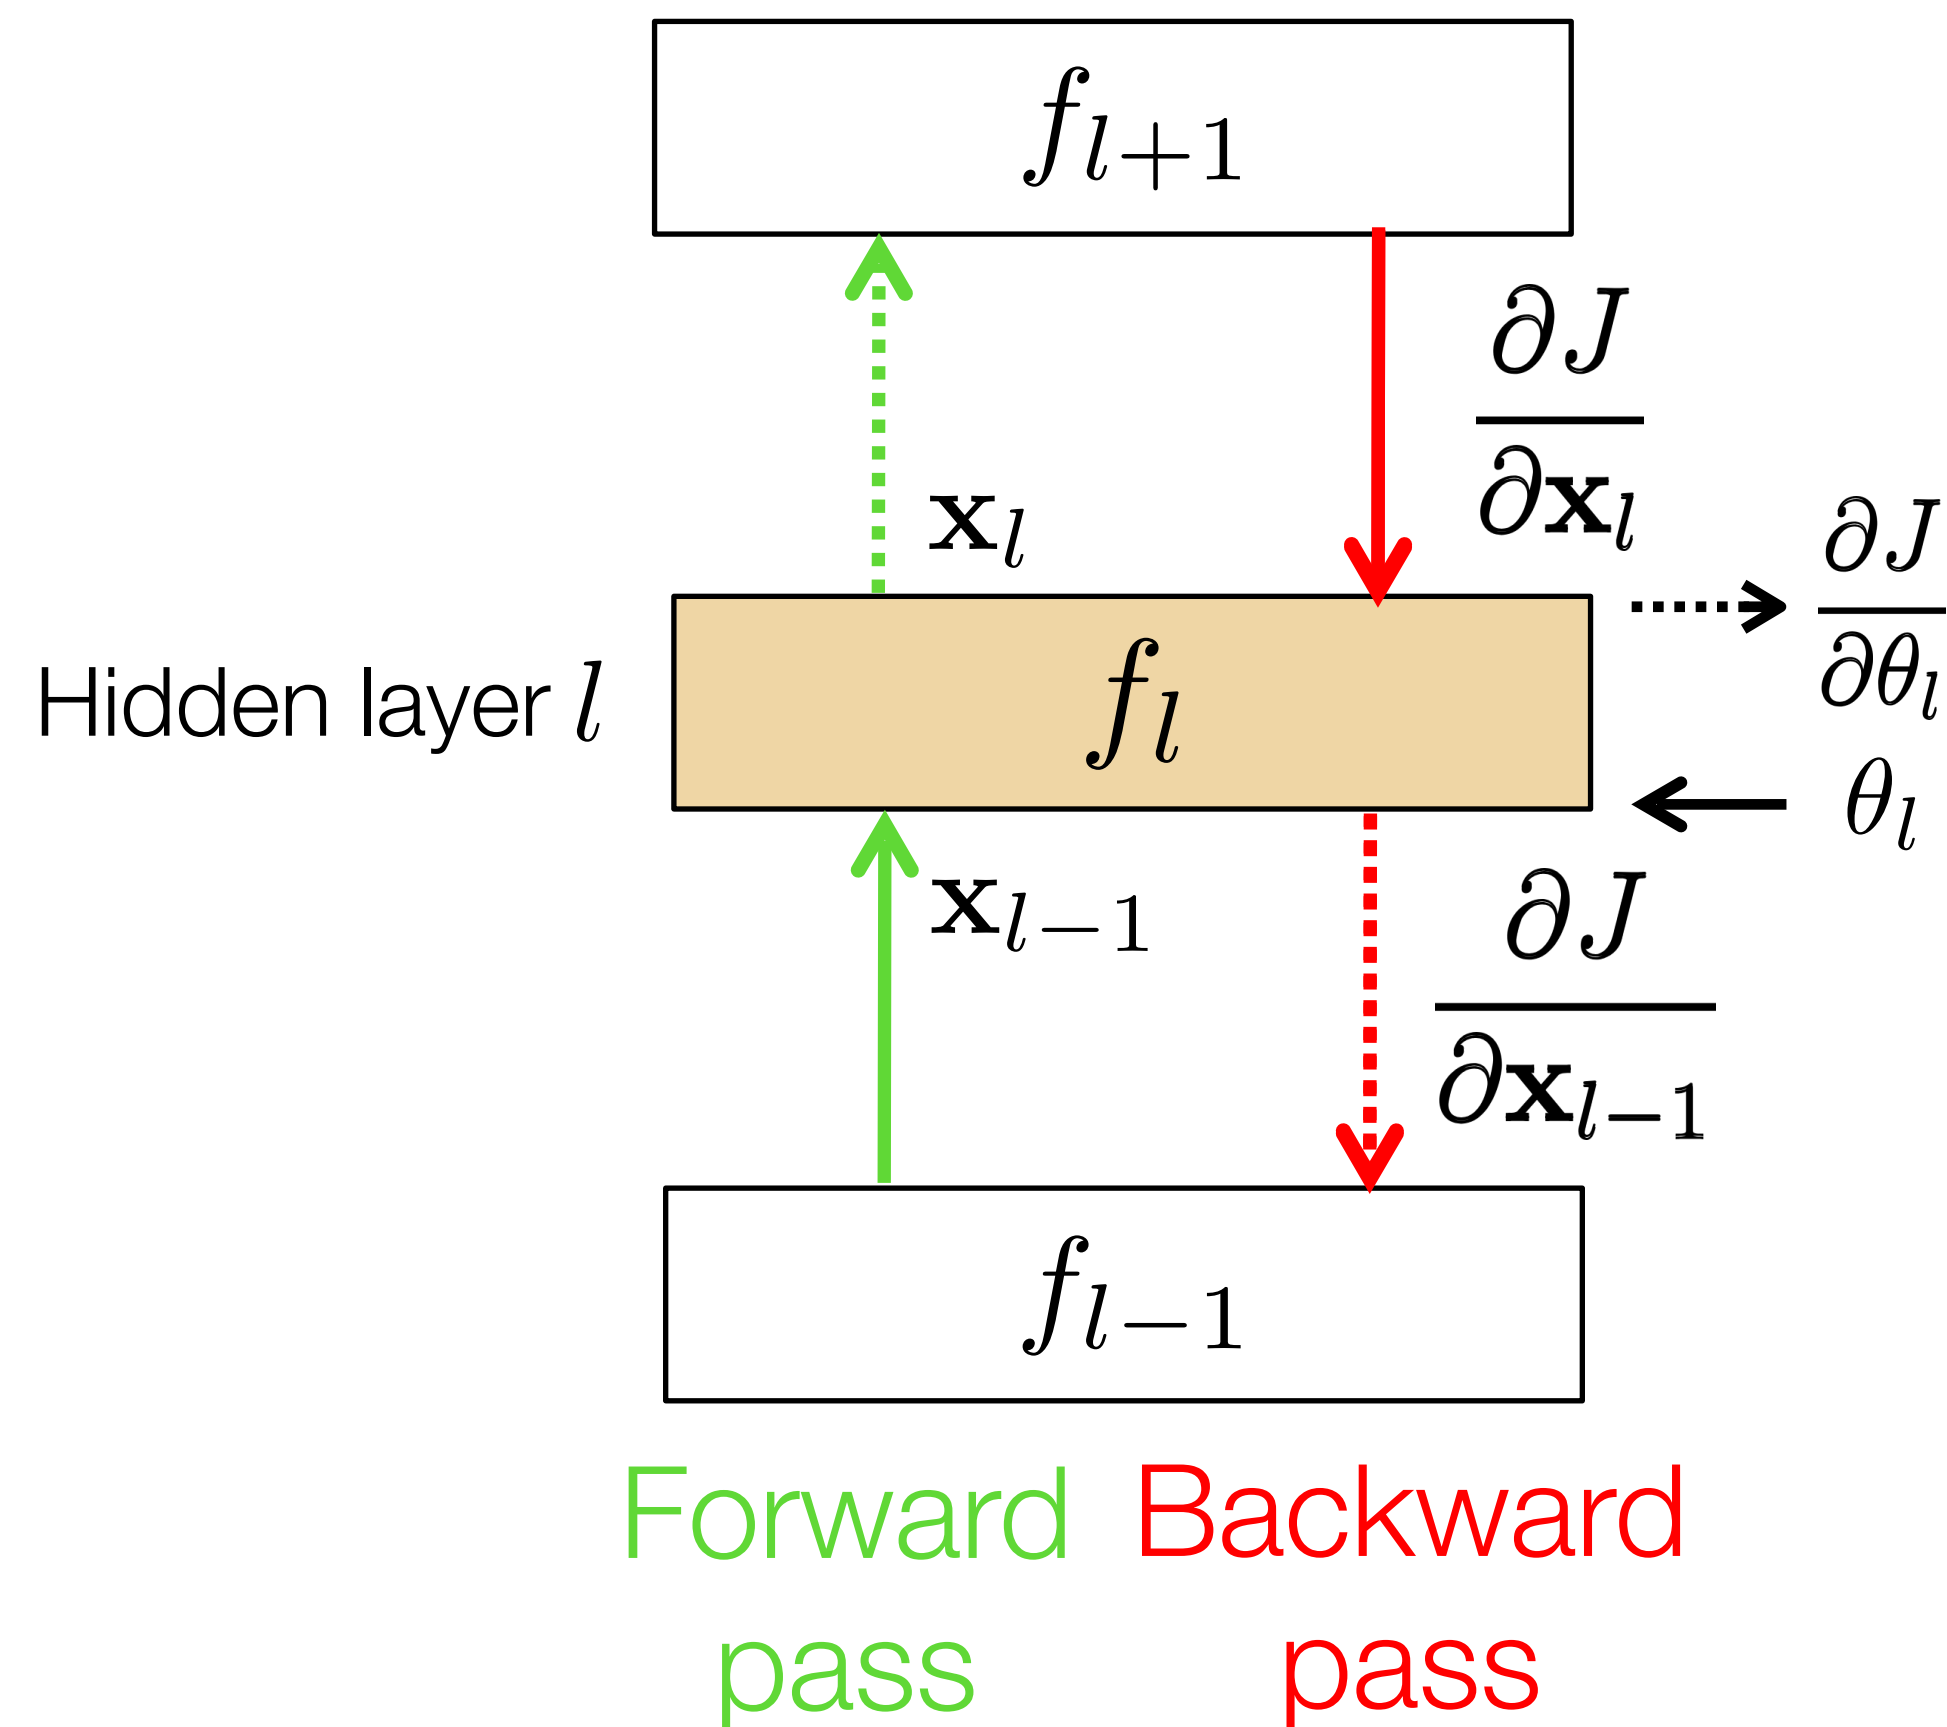 f_{l+1}
∂J
∂x_l
x_l
∂J
∂θ_l
Hidden layer l
f_l
θ_l
x_{l-1}
∂J
∂x_{l-1}
f_{l-1}
Forward pass
Backward pass